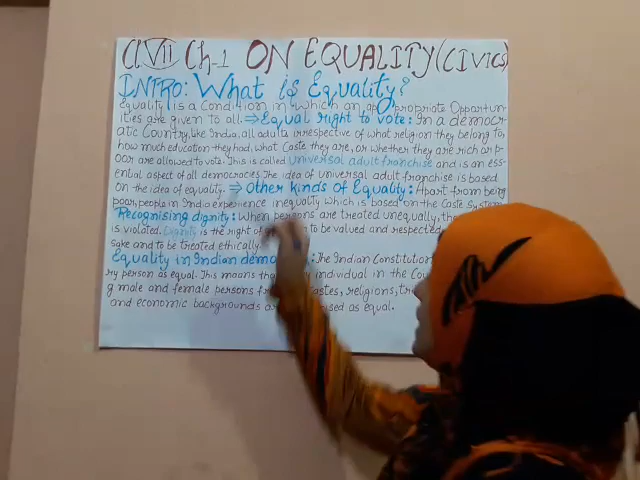 Cl VII Ch-1 ON EQUALITY (CIVICS)
INTRO: What is Equality?
Equality is a condition in which an appropriate opportun-
ities are given to all. ⇒ Equal right to vote: In a democr-
atic Country, like India, all adults irrespective of what religion they belong to,
how much education they had, what caste they are, or whether they are rich or p-
oor are allowed to vote. This is called universal adult franchise and is an ess-
ential aspect of all democracies. The idea of universal adult franchise is based
on the idea of equality. ⇒ Other kinds of Equality: Apart from being
poor, people in India experience inequality which is based on the caste system.
Recognising dignity: When persons are treated unequally, the
is violated. Dignity is the right of to be valued and respected
sake and to be treated ethically.
Equality in Indian : The Indian Constitution
ry person as equal. This means individual in the Cou
g male and female persons castes, religions,
and economic backgrounds as equal.